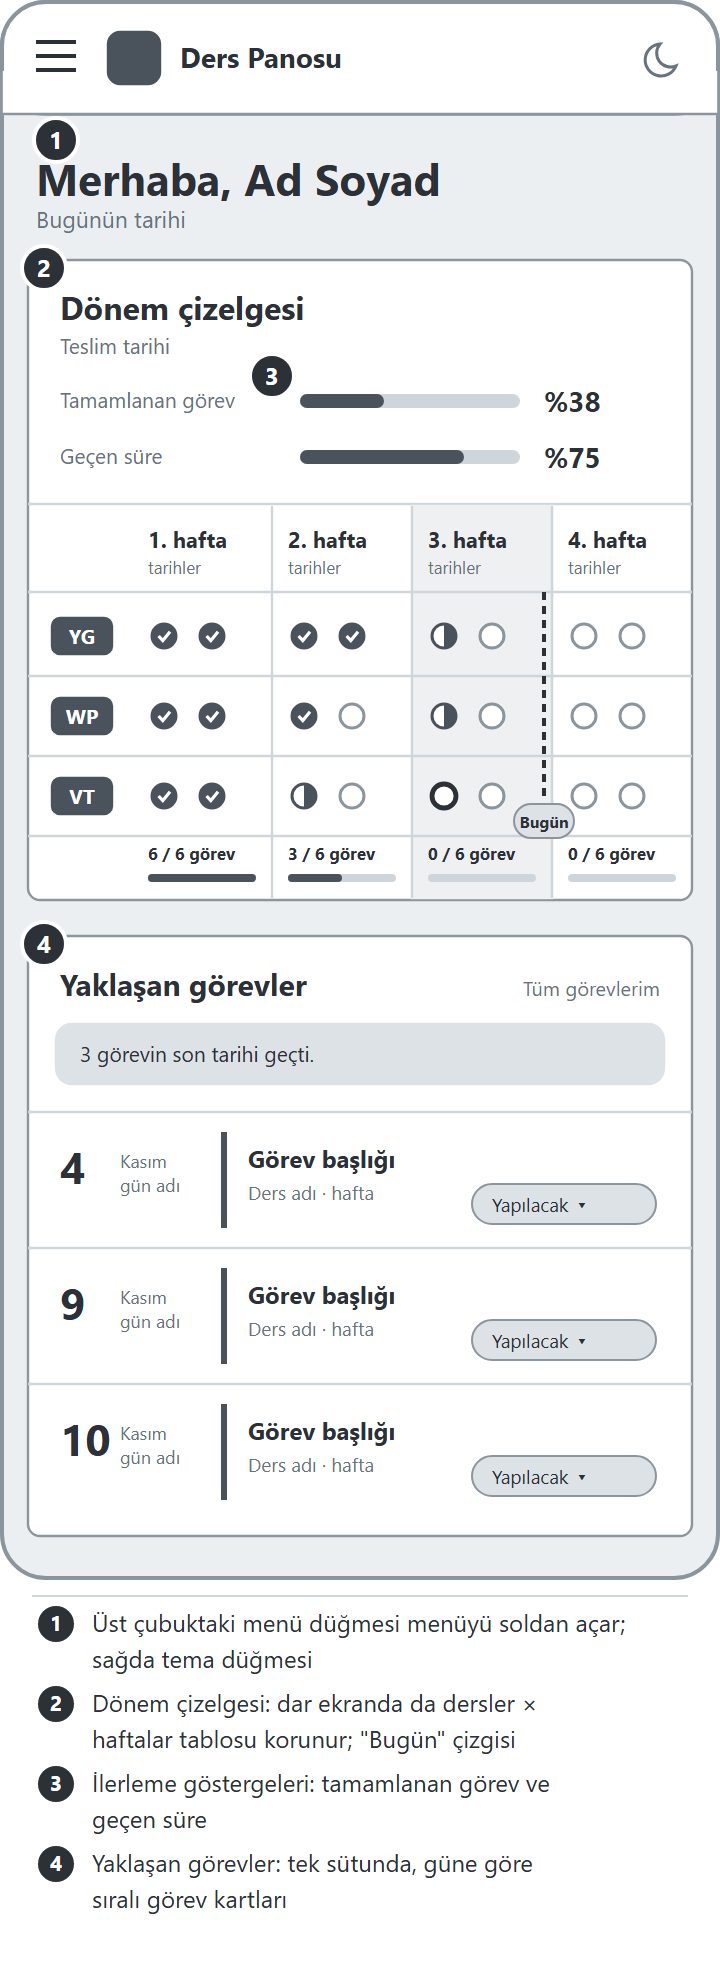 Ders Panosu
1
Merhaba, Ad Soyad
Bugünün tarihi
2
Dönem çizelgesi
Teslim tarihi
3
Tamamlanan görev %38
Geçen süre %75
1. hafta 2. hafta 3. hafta 4. hafta
tarihler tarihler tarihler tarihler
YG
WP
VT
Bugün
6 / 6 görev 3 / 6 görev 0 / 6 görev 0 / 6 görev
4
Yaklaşan görevler Tüm görevlerim
3 görevin son tarihi geçti.
4 Kasım
gün adı
Görev başlığı
Ders adı · hafta
Yapılacak ▾
9 Kasım
gün adı
Görev başlığı
Ders adı · hafta
Yapılacak ▾
10 Kasım
gün adı
Görev başlığı
Ders adı · hafta
Yapılacak ▾
1 Üst çubuktaki menü düğmesi menüyü soldan açar;
sağda tema düğmesi
2 Dönem çizelgesi: dar ekranda da dersler ×
haftalar tablosu korunur; "Bugün" çizgisi
3 İlerleme göstergeleri: tamamlanan görev ve
geçen süre
4 Yaklaşan görevler: tek sütunda, güne göre
sıralı görev kartları